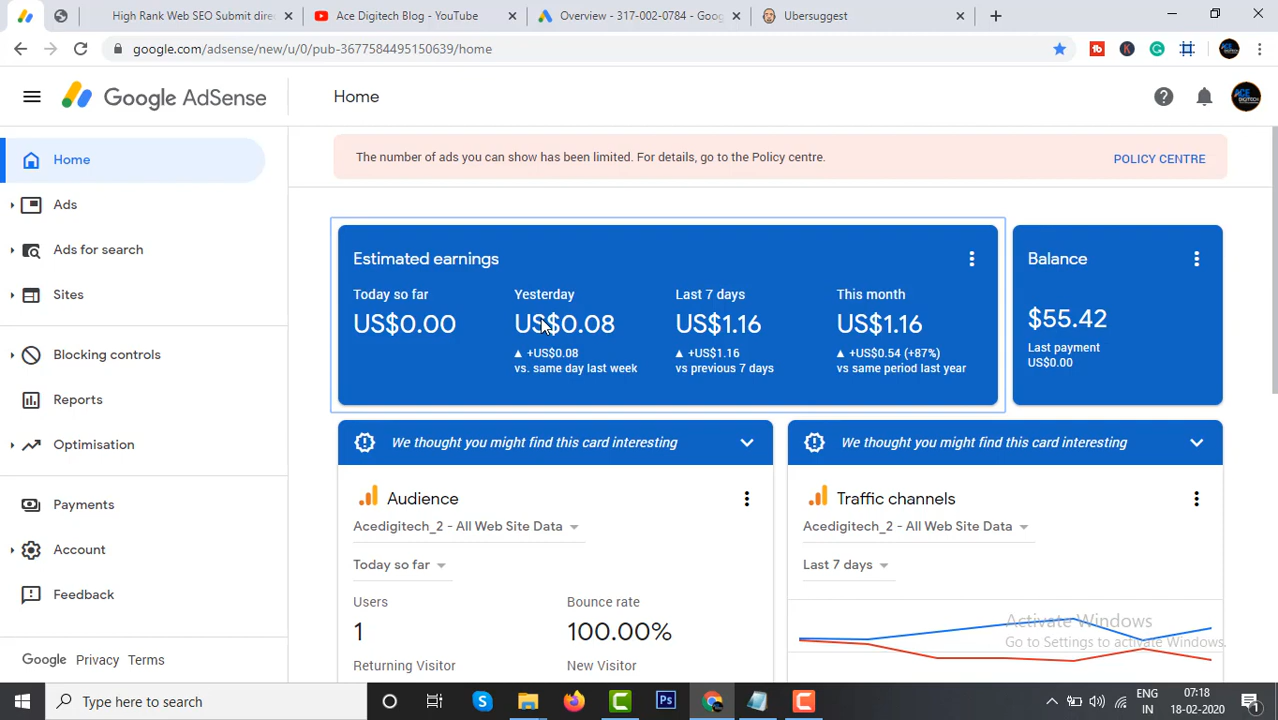 High Rank Web SEO Submit dire
Ace Digitech Blog - YouTube
Overview - 317-002-0784 - Goog
Ubersuggest
google.com/adsense/new/u/0/pub-3677584495150639/home
Google AdSense
Home
The number of ads you can show has been limited. For details, go to the Policy centre.
POLICY CENTRE
Home
Ads
Ads for search
Sites
Blocking controls
Reports
Optimisation
Payments
Account
Feedback
Google Privacy Terms
Estimated earnings
Today so far
US$0.00
Yesterday
US$0.08
+US$0.08
vs. same day last week
Last 7 days
US$1.16
+US$1.16
vs previous 7 days
This month
US$1.16
+US$0.54 (+87%)
vs same period last year
Balance
$55.42
Last payment
US$0.00
We thought you might find this card interesting
Audience
Acedigitech_2 - All Web Site Data
Today so far
Users
1
Bounce rate
100.00%
Returning Visitor
New Visitor
We thought you might find this card interesting
Traffic channels
Acedigitech_2 - All Web Site Data
Last 7 days
Activate Windows
Go to Settings to activate Windows.
Type here to search
Ps
ENG
IN
07:18
18-02-2020